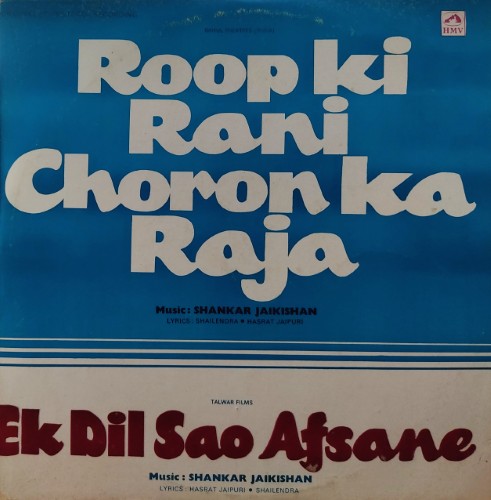 HMV
Roop ki
Rani
Choron ka
Raja
Music: SHANKAR JAIKISHAN
LYRICS: SHAILENDRA • HASRAT JAIPURI
TALWAR FILMS
Ek Dil Sao Afsane
Music: SHANKAR JAIKISHAN
LYRICS: HASRAT JAIPURI • SHAILENDRA